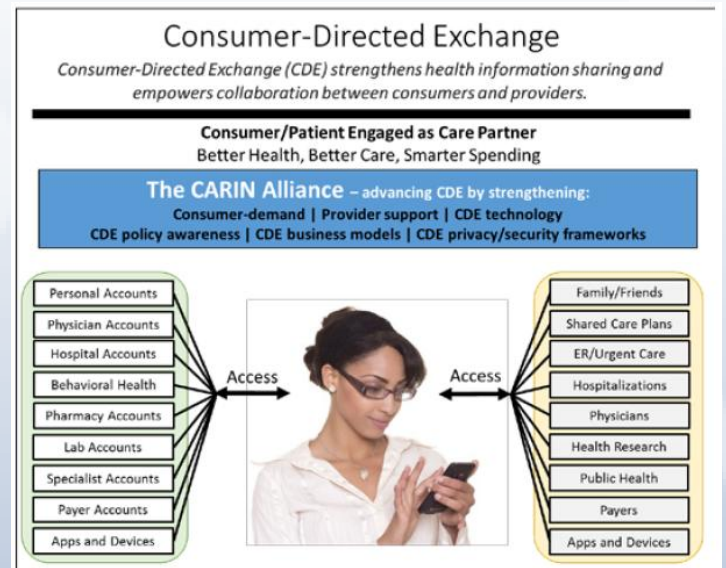 Consumer-Directed Exchange
Consumer-Directed Exchange (CDE) strengthens health information sharing and
empowers collaboration between consumers and providers.
Consumer/Patient Engaged as Care Partner
Better Health, Better Care, Smarter Spending
The CARIN Alliance – advancing CDE by strengthening:
Consumer-demand | Provider support | CDE technology
CDE policy awareness | CDE business models | CDE privacy/security frameworks
Personal Accounts
Physician Accounts
Hospital Accounts
Behavioral Health
Pharmacy Accounts
Lab Accounts
Specialist Accounts
Payer Accounts
Apps and Devices
Access
Access
Family/Friends
Shared Care Plans
ER/Urgent Care
Hospitalizations
Physicians
Health Research
Public Health
Payers
Apps and Devices